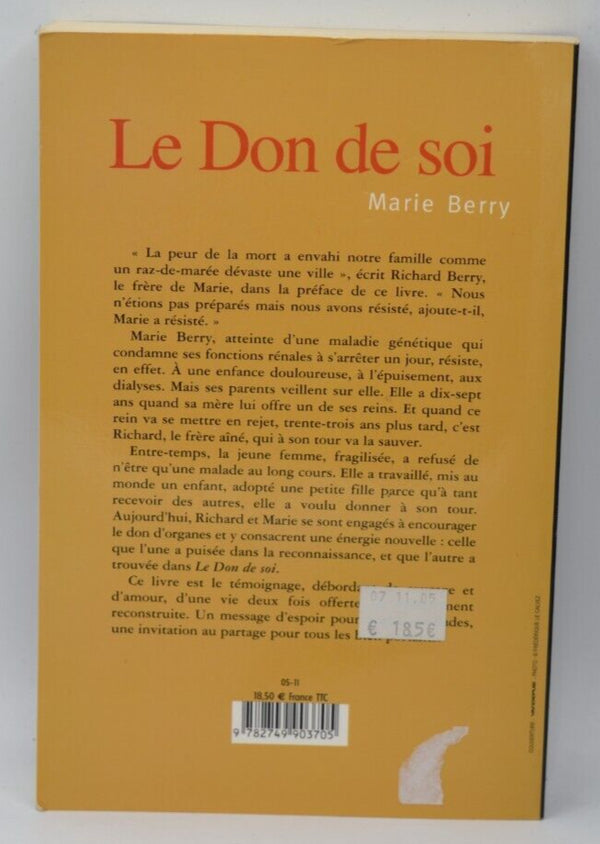 Le Don de soi
Marie Berry
« La peur de la mort a envahi notre famille comme
un raz-de-marée dévaste une ville », écrit Richard Berry,
le frère de Marie, dans la préface de ce livre. « Nous
n'étions pas préparés mais nous avons résisté, ajoute-t-il,
Marie a résisté. »
Marie Berry, atteinte d'une maladie génétique qui
condamne ses fonctions rénales à s'arrêter un jour, résiste,
en effet. À une enfance douloureuse, à l'épuisement, aux
dialyses. Mais ses parents veillent sur elle. Elle a dix-sept
ans quand sa mère lui offre un de ses reins. Et quand ce
rein va se mettre en rejet, trente-trois ans plus tard, c'est
Richard, le frère aîné, qui à son tour va la sauver.
Entre-temps, la jeune femme, fragilisée, a refusé de
n'être qu'une malade au long cours. Elle a travaillé, mis au
monde un enfant, adopté une petite fille parce qu'à tant
recevoir des autres, elle a voulu donner à son tour.
Aujourd'hui, Richard et Marie se sont engagés à encourager
le don d'organes et y consacrent une énergie nouvelle : celle
que l'une a puisée dans la reconnaissance, et que l'autre a
trouvée dans Le Don de soi.
Ce livre est le témoignage, et
d'amour, d'une vie deux fois
reconstruite. Un message d'espoir
une invitation au partage pour tous les
07 11.05
€ 18.5€
05-11
18,50 € France TTC
9 782749 903705